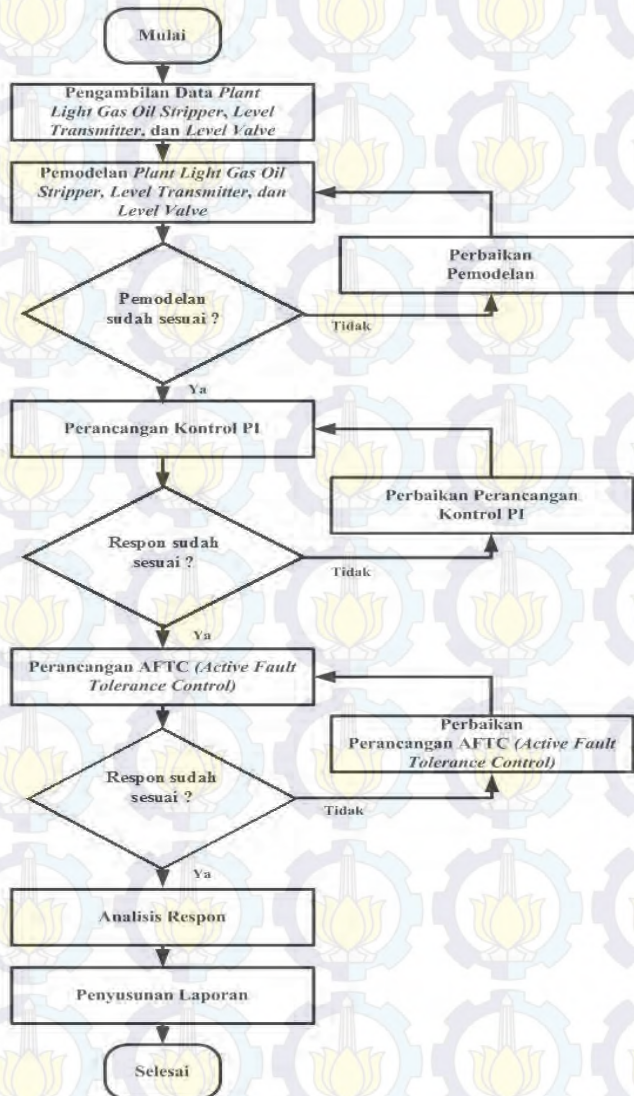 Mulai
Pengambilan Data Plant
Light Gas Oil Stripper, Level
Transmitter, dan Level Valve
Pemodelan Plant Light Gas Oil
Stripper, Level Transmitter, dan
Level Valve
Perbaikan
Pemodelan
Pemodelan
sudah sesuai ?
Tidak
Ya
Perancangan Kontrol PI
Perbaikan Perancangan
Kontrol PI
Respon sudah
sesuai ?
Tidak
Ya
Perancangan AFTC (Active Fault
Tolerance Control)
Perbaikan
Perancangan AFTC (Active Fault
Tolerance Control)
Respon sudah
sesuai ?
Tidak
Ya
Analisis Respon
Penyusunan Laporan
Selesai